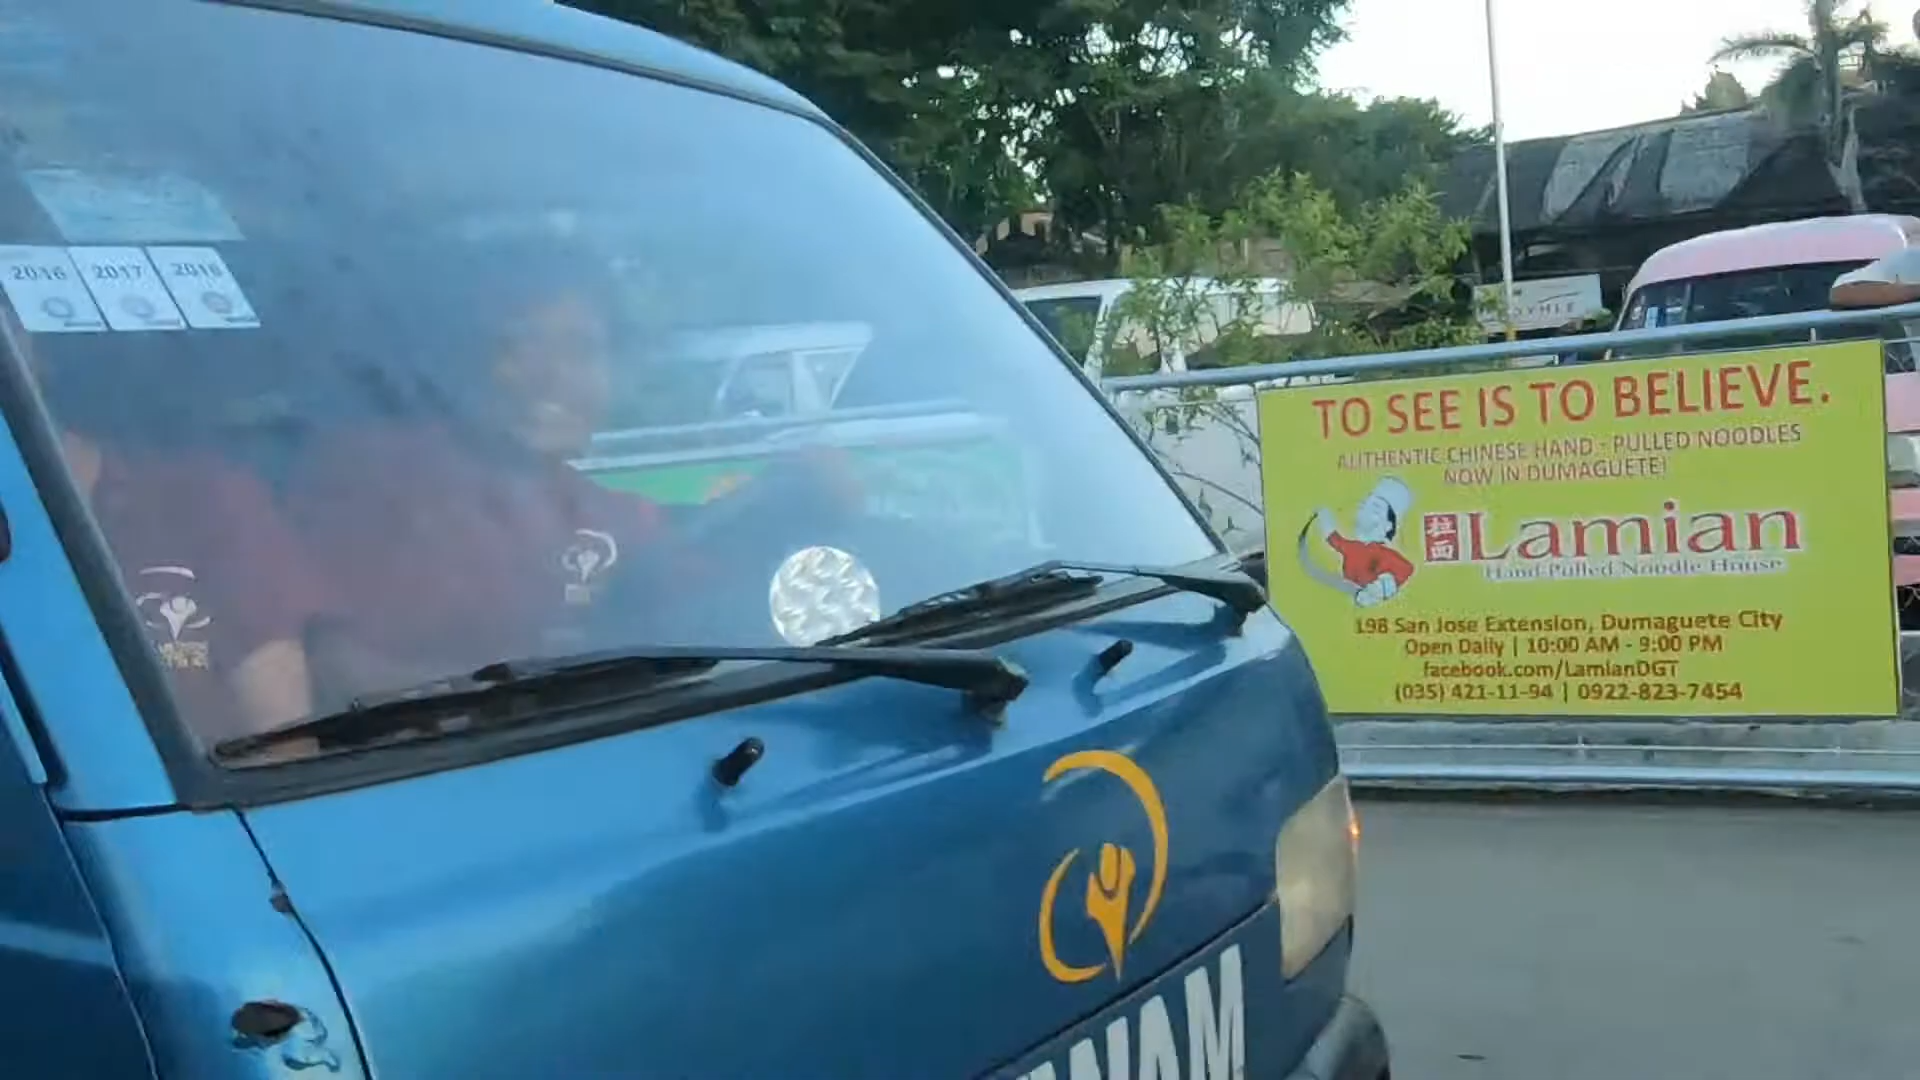 2016 2017 2018
TO SEE IS TO BELIEVE.
AUTHENTIC CHINESE HAND - PULLED NOODLES
NOW IN DUMAGUETE!
拉面 Lamian
Hand-Pulled Noodle House
198 San Jose Extension, Dumaguete City
Open Daily | 10:00 AM - 9:00 PM
facebook.com/LamianDGT
(035) 421-11-94 | 0922-823-7454